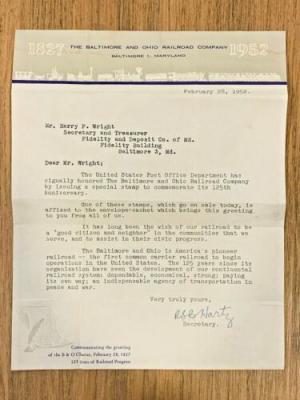 1827 THE BALTIMORE AND OHIO RAILROAD COMPANY 1952
BALTIMORE 1, MARYLAND
February 28, 1952.
Mr. Harry P. Wright
Secretary and Treasurer
Fidelity and Deposit Co. of Md.
Fidelity Building
Baltimore 3, Md.
Dear Mr. Wright;
The United States Post Office Department has
signally honored The Baltimore and Ohio Railroad Company
by issuing a special stamp to commemorate its 125th
Anniversary.
One of these stamps, which go on sale today, is
affixed to the envelope-cachet which brings this greeting
to you from all of us.
It has long been the wish of our railroad to be
a 'good citizen and neighbor' in the communities that we
serve, and to assist in their civic progress.
The Baltimore and Ohio is America's pioneer
railroad -- the first common carrier railroad to begin
operations in the United States. The 125 years since its
organization have seen the development of our continental
railroad system; dependable, economical, strong; paying
its own way; an indispensable agency of transportation in
peace and war.
Very truly yours,
Secretary.
Commemorating the granting
of the B & O Charter, February 28, 1827
125 years of Railroad Progress